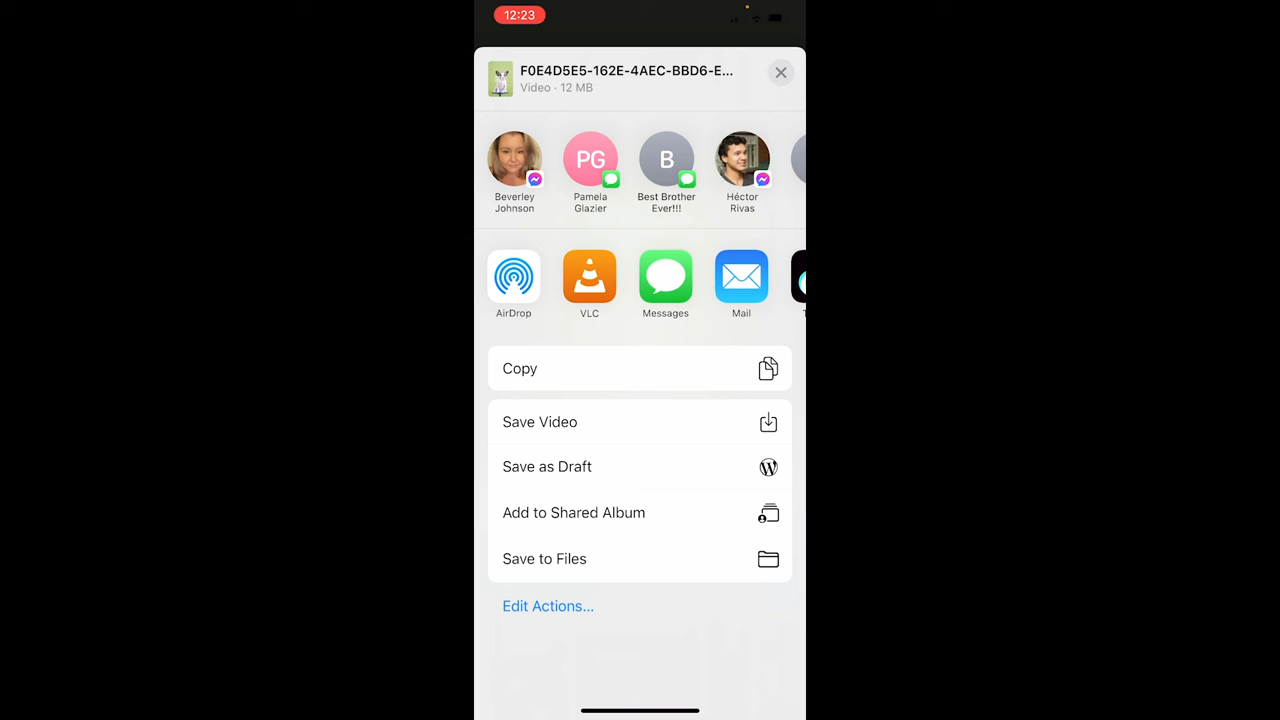 12:23
F0E4D5E5-162E-4AEC-BBD6-E...
Video · 12 MB
PG
B
Beverley
Johnson
Pamela
Glazier
Best Brother
Ever!!!
Héctor
Rivas
AirDrop
VLC
Messages
Mail
Copy
Save Video
Save as Draft
Add to Shared Album
Save to Files
Edit Actions...